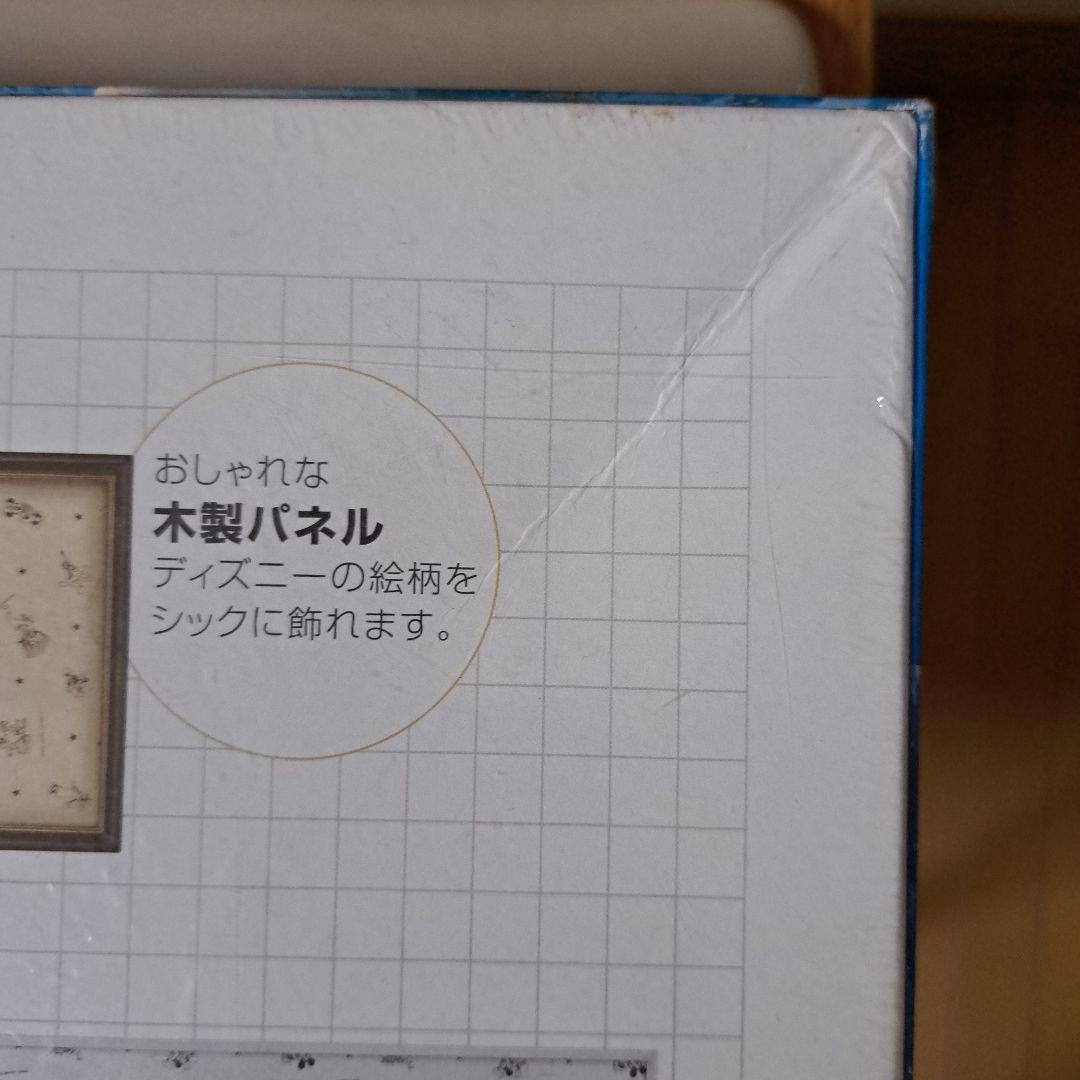 おしゃれな
木製パネル
ディズニーの絵柄を
シックに飾れます。